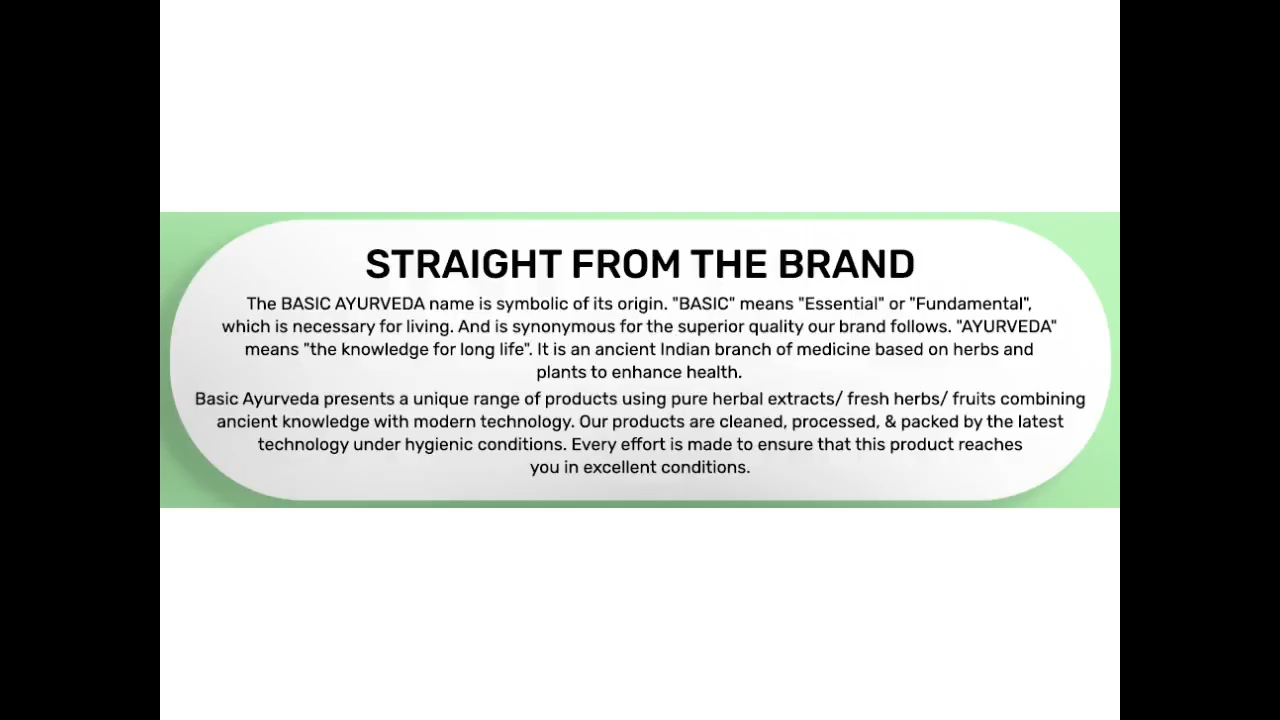 STRAIGHT FROM THE BRAND
The BASIC AYURVEDA name is symbolic of its origin. "BASIC" means "Essential" or "Fundamental",
which is necessary for living. And is synonymous for the superior quality our brand follows. "AYURVEDA"
means "the knowledge for long life". It is an ancient Indian branch of medicine based on herbs and
plants to enhance health.
Basic Ayurveda presents a unique range of products using pure herbal extracts/ fresh herbs/ fruits combining
ancient knowledge with modern technology. Our products are cleaned, processed, & packed by the latest
technology under hygienic conditions. Every effort is made to ensure that this product reaches
you in excellent conditions.